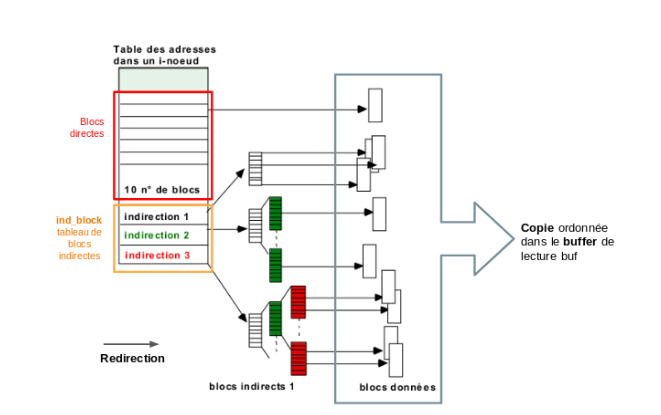 Table des adresses
dans un i-noeud
Blocs
directes
10 n° de blocs
ind_block
tableau de
blocs
indirectes
indirection 1
indirection 2
indirection 3
Copie ordonnée
dans le buffer de
lecture buf
Redirection
blocs indirects 1
blocs données